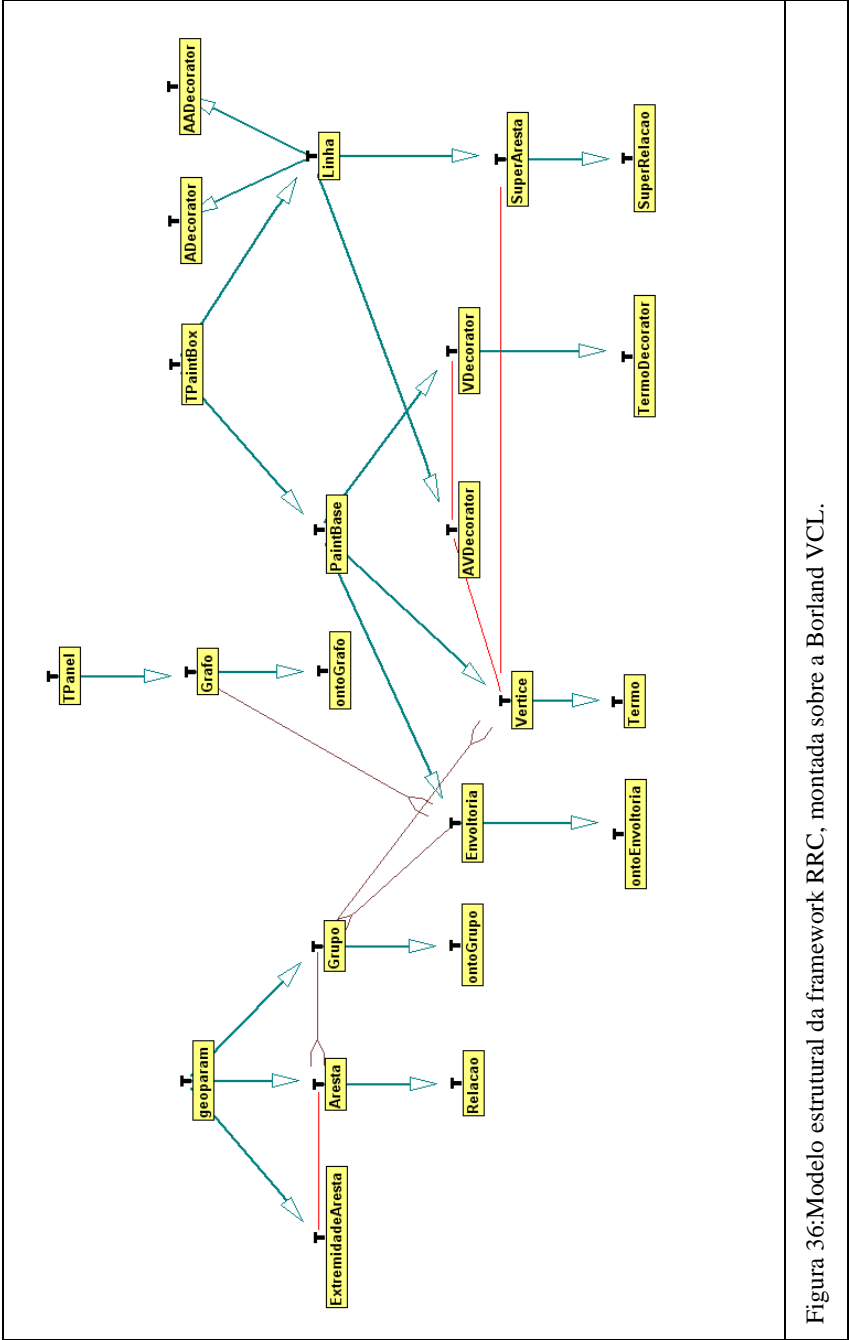 TPanel
geoparam
Grafo
TPaintBox
ADecorator
AADecorator
ExtremidadeAresta
Aresta
Grupo
ontoGrafo
PaintBase
Linha
Relacao
ontoGrupo
Envoltoria
AVDecorator
VDecorator
Vertice
SuperAresta
ontoEnvoltoria
Termo
TermoDecorator
SuperRelacao
Figura 36:Modelo estrutural da framework RRC, montada sobre a Borland VCL.